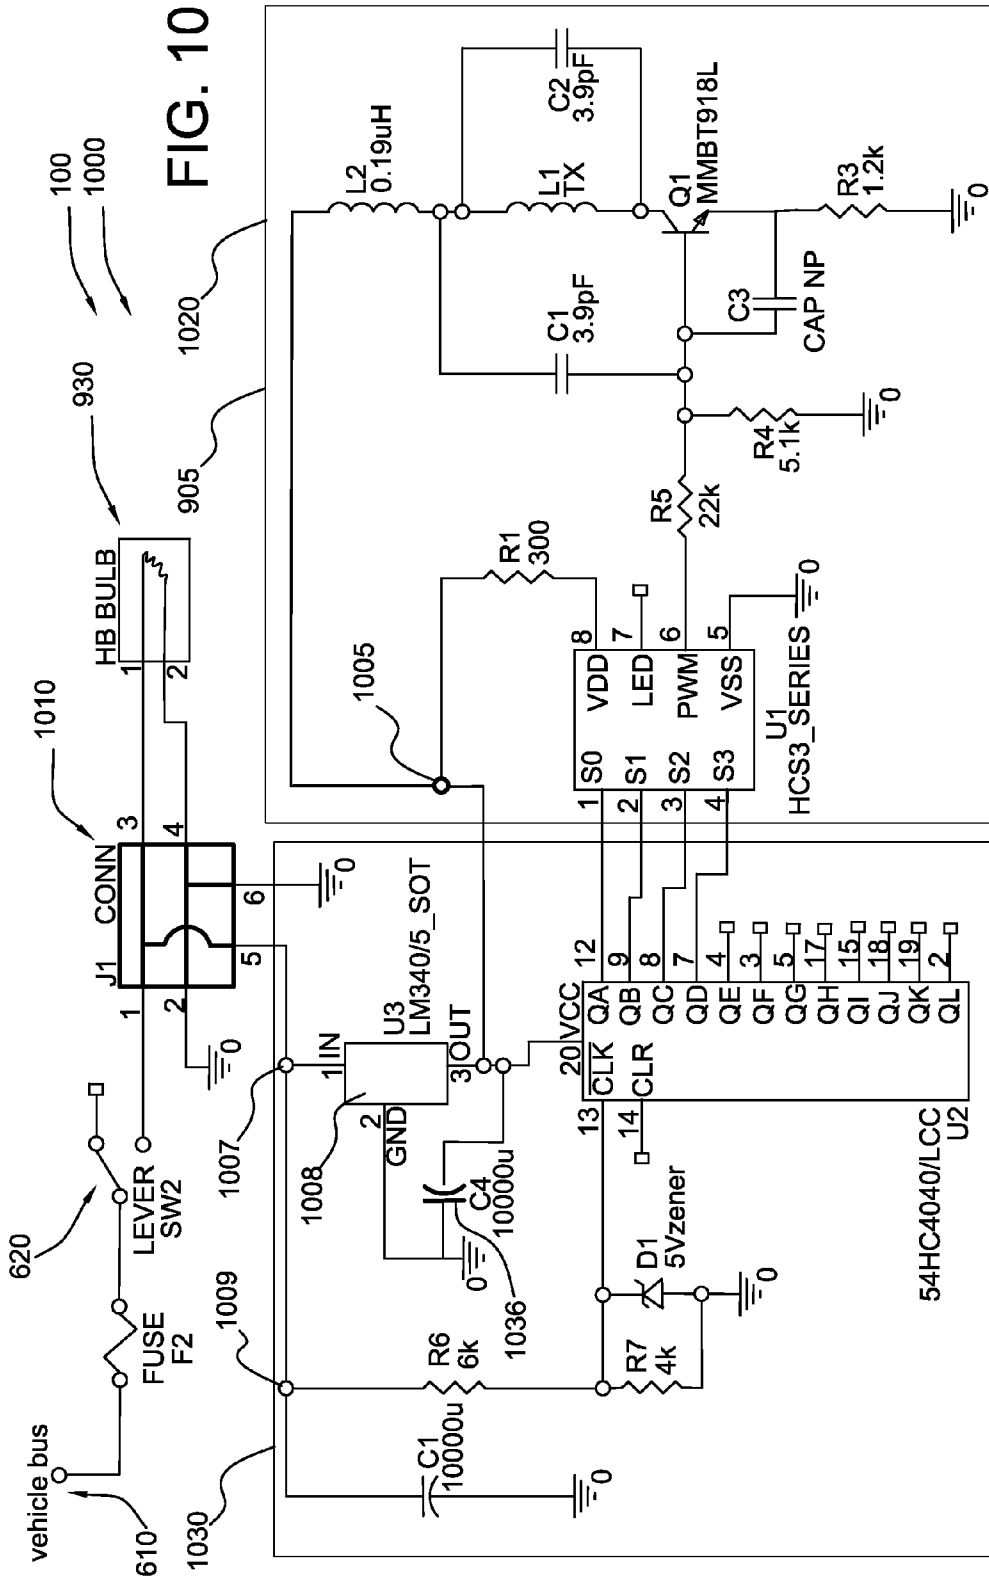 FIG. 10
100
1000
vehicle bus
610
FUSE
F2
620
LEVER
SW2
J1
CONN
1010
1
2
3
4
5
6
0
0
HB BULB
930
1
2
1030
1009
1007
1008
1 IN
U3
LM340/5_SOT
2
GND
3 OUT
C4
10000u
1036
0
C1
10000u
0
R6
6k
R7
4k
D1
5Vzener
0
13 CLK
14 CLR
20 VCC
QA 12
QB 9
QC 8
QD 7
QE 4
QF 3
QG 5
QH 17
QI 15
QJ 18
QK 19
QL 2
U2
54HC4040/LCC
905
1020
1005
R1
300
1 S0
2 S1
3 S2
4 S3
VDD 8
LED 7
PWM 6
VSS 5
U1
HCS3_SERIES
0
R5
22k
R4
5.1k
0
C1
3.9pF
L2
0.19uH
L1
TX
C2
3.9pF
Q1
MMBT918L
C3
CAP NP
R3
1.2k
0